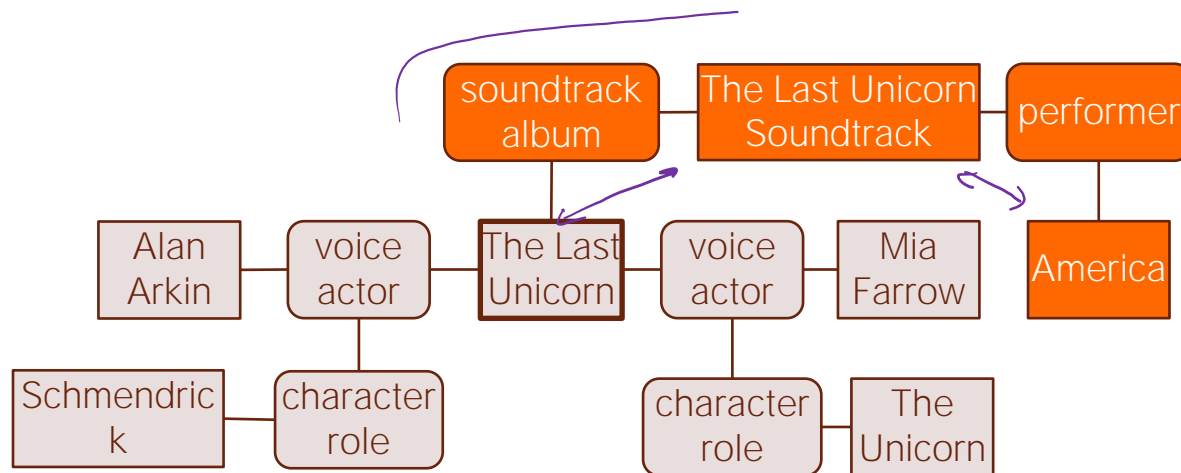 soundtrack
album
The Last Unicorn
Soundtrack
performer
Alan
Arkin
voice
actor
The Last
Unicorn
voice
actor
Mia
Farrow
America
Schmendric
k
character
role
character
role
The
Unicorn